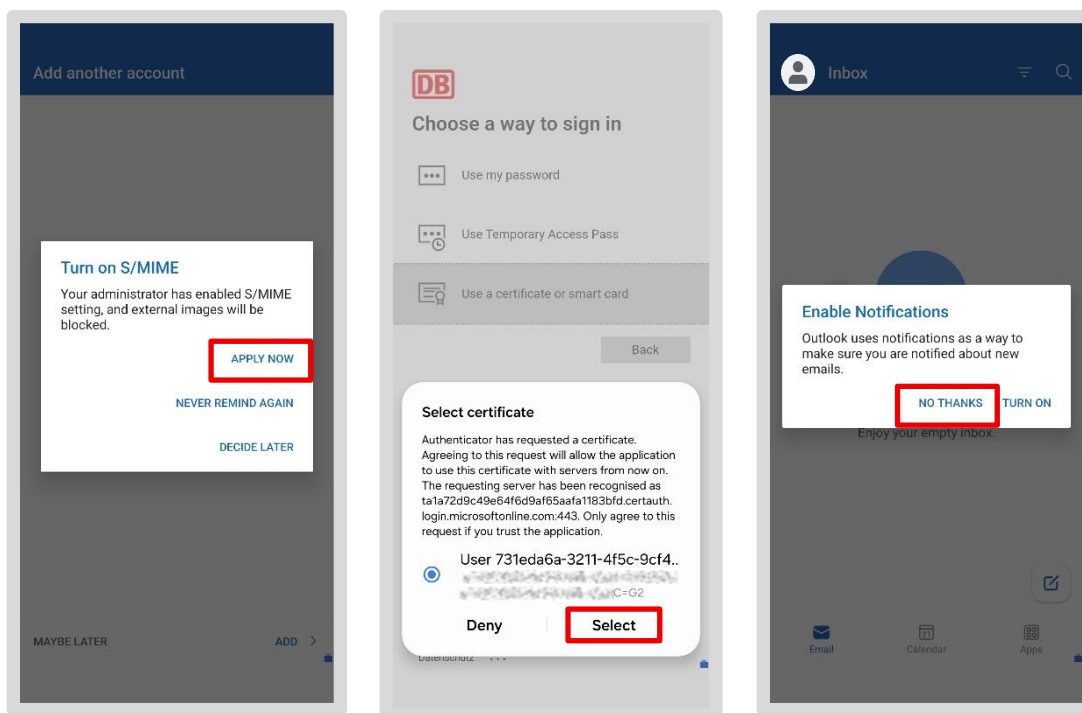 Add another account
Turn on S/MIME
Your administrator has enabled S/MIME
setting, and external images will be
blocked.
APPLY NOW
NEVER REMIND AGAIN
DECIDE LATER
MAYBE LATER
ADD >
DB
Choose a way to sign in
Use my password
Use Temporary Access Pass
Use a certificate or smart card
Back
Select certificate
Authenticator has requested a certificate.
Agreeing to this request will allow the application
to use this certificate with servers from now on.
The requesting server has been recognised as
ta1a72d9c49e64f6d9af65aafa1183bfd.certauth.
login.microsoftonline.com:443. Only agree to this
request if you trust the application.
User 731eda6a-3211-4f5c-9cf4..
C=G2
Deny
Select
Datenschutz ...
Inbox
Enable Notifications
Outlook uses notifications as a way to
make sure you are notified about new
emails.
NO THANKS
TURN ON
Enjoy your empty inbox.
21
Email
Calendar
Apps